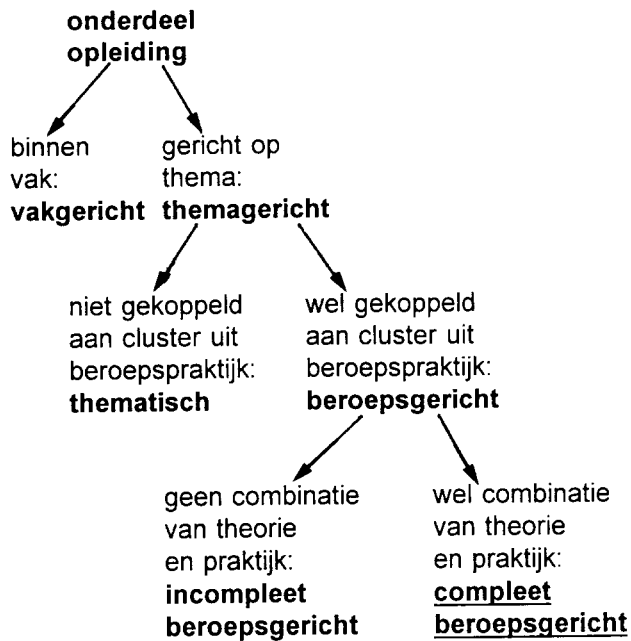 onderdeel
opleiding
binnen
vak:
vakgericht
gericht op
thema:
themagericht
niet gekoppeld
aan cluster uit
beroepspraktijk:
thematisch
wel gekoppeld
aan cluster uit
beroepspraktijk:
beroepsgericht
geen combinatie
van theorie
en praktijk:
incompleet
beroepsgericht
wel combinatie
van theorie
en praktijk:
compleet
beroepsgericht